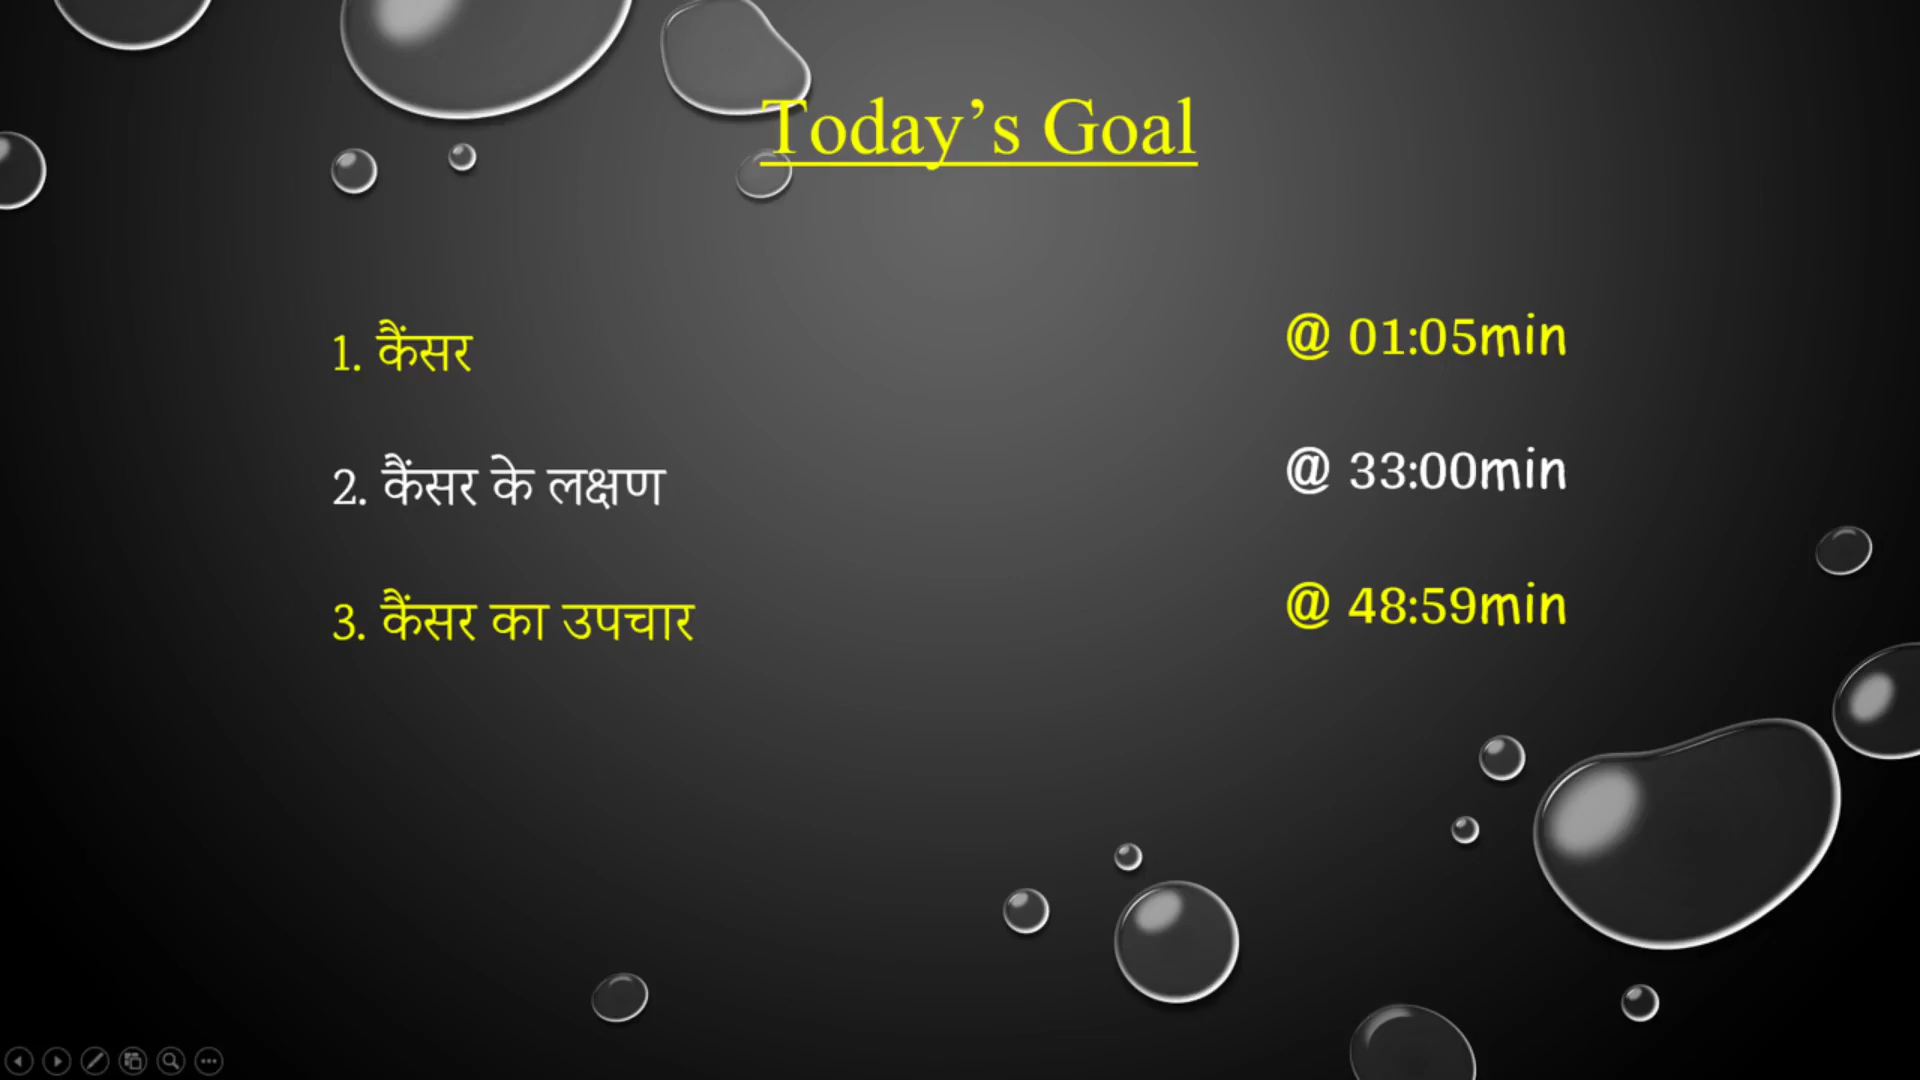 Today’s Goal
1. कैंसर @ 01:05min
2. कैंसर के लक्षण @ 33:00min
3. कैंसर का उपचार @ 48:59min